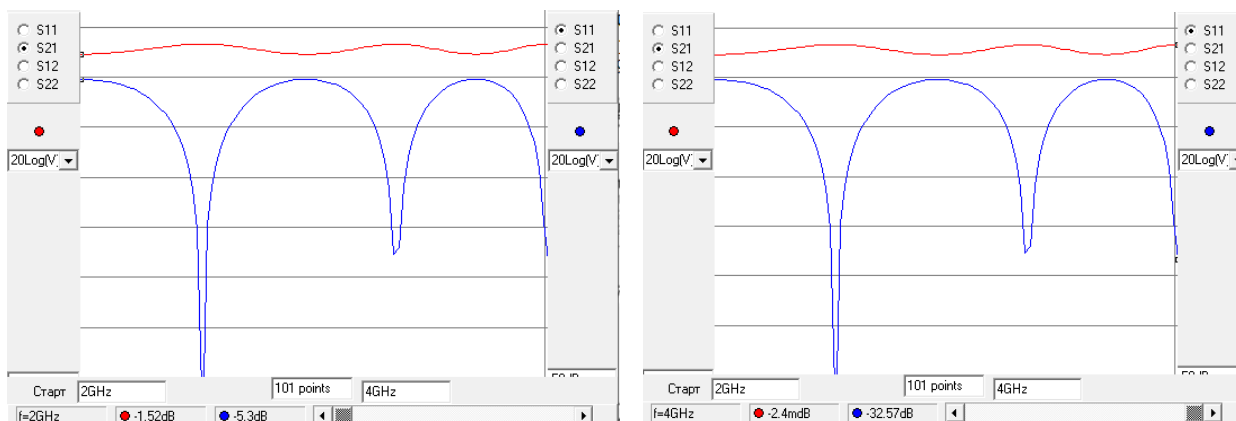 S11
S21
S12
S22
20Log(V)
S11
S21
S12
S22
20Log(V)
Старт 2GHz 101 points 4GHz
f=2GHz -1.52dB -5.3dB
S11
S21
S12
S22
20Log(V)
S11
S21
S12
S22
20Log(V)
Старт 2GHz 101 points 4GHz
f=4GHz -2.4mdB -32.57dB